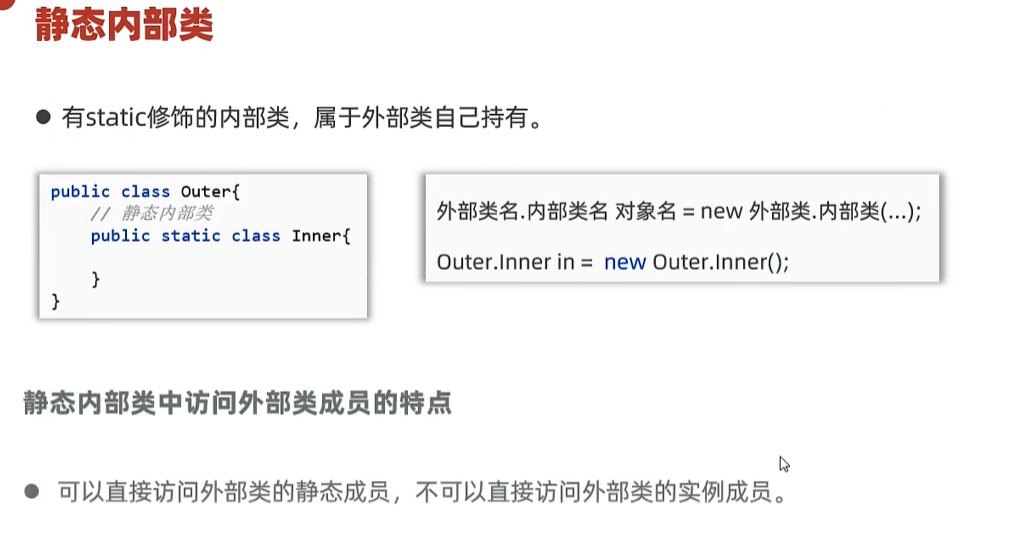 静态内部类
有static修饰的内部类，属于外部类自己持有。
public class Outer{
// 静态内部类
public static class Inner{
}
}
外部类名.内部类名 对象名 = new 外部类.内部类(...);
Outer.Inner in = new Outer.Inner();
静态内部类中访问外部类成员的特点
可以直接访问外部类的静态成员，不可以直接访问外部类的实例成员。